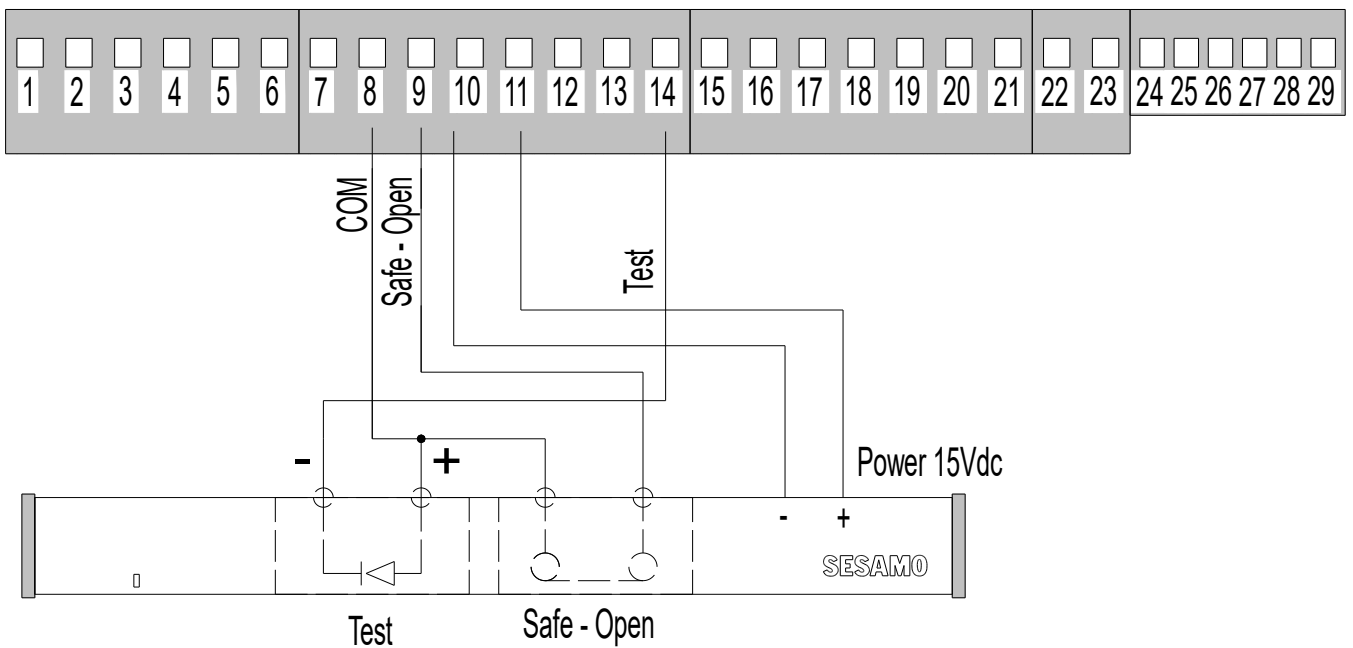 1 2 3 4 5 6 7 8 9 10 11 12 13 14 15 16 17 18 19 20 21 22 23 24 25 26 27 28 29
COM
Safe - Open
Test
- +
Power 15Vdc
- +
SESAMO
Test
Safe - Open